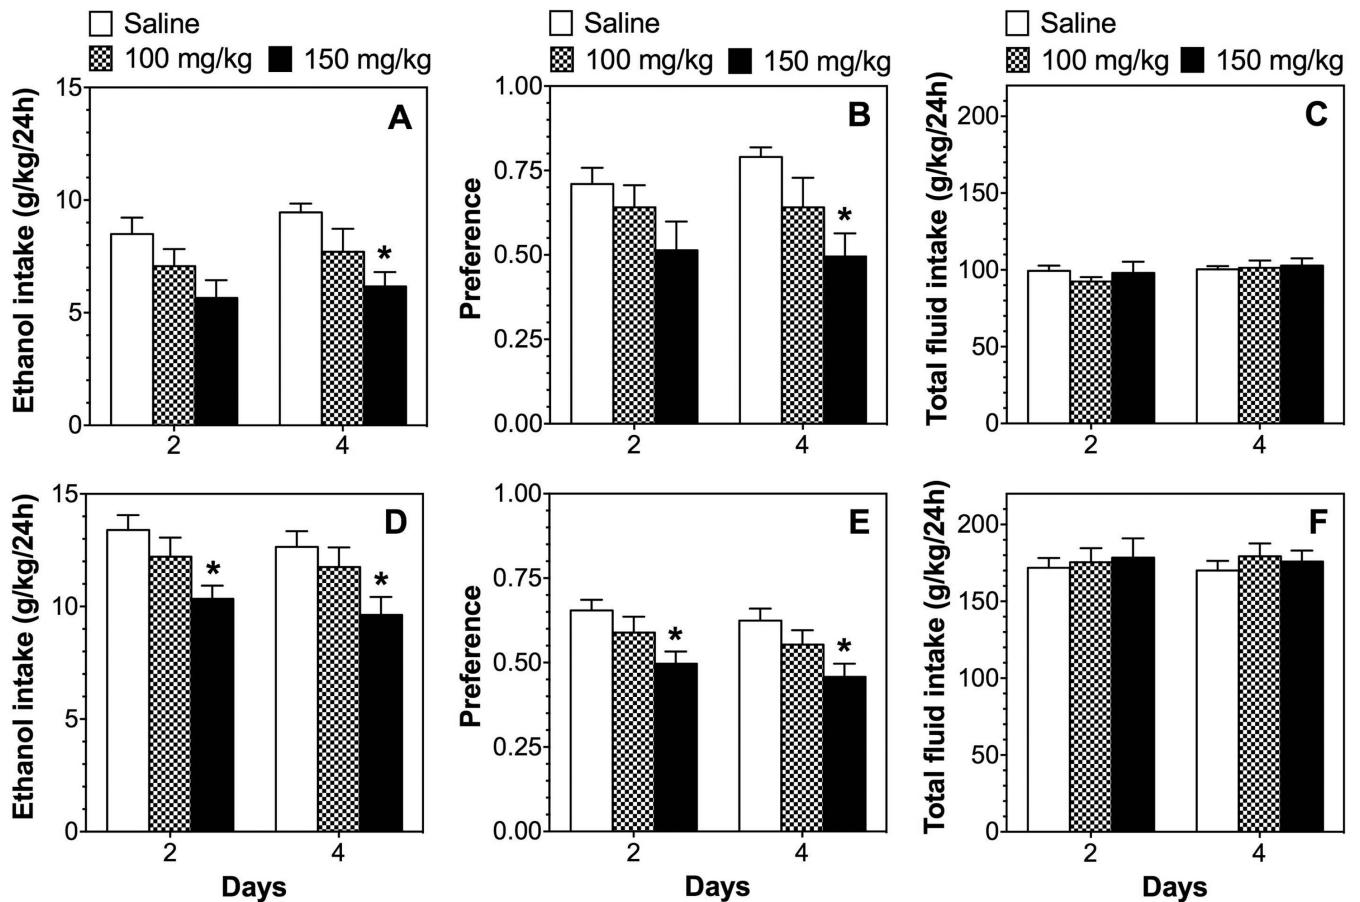 Saline
100 mg/kg 150 mg/kg
Ethanol intake (g/kg/24h)
15
10
5
0
A
*
2 4
Saline
100 mg/kg 150 mg/kg
Preference
1.00
0.75
0.50
0.25
0.00
B
*
2 4
Saline
100 mg/kg 150 mg/kg
Total fluid intake (g/kg/24h)
200
150
100
50
0
C
2 4
Ethanol intake (g/kg/24h)
15
10
5
0
D
* *
2 4
Days
Preference
1.00
0.75
0.50
0.25
0.00
E
* *
2 4
Days
Total fluid intake (g/kg/24h)
200
150
100
50
0
F
2 4
Days